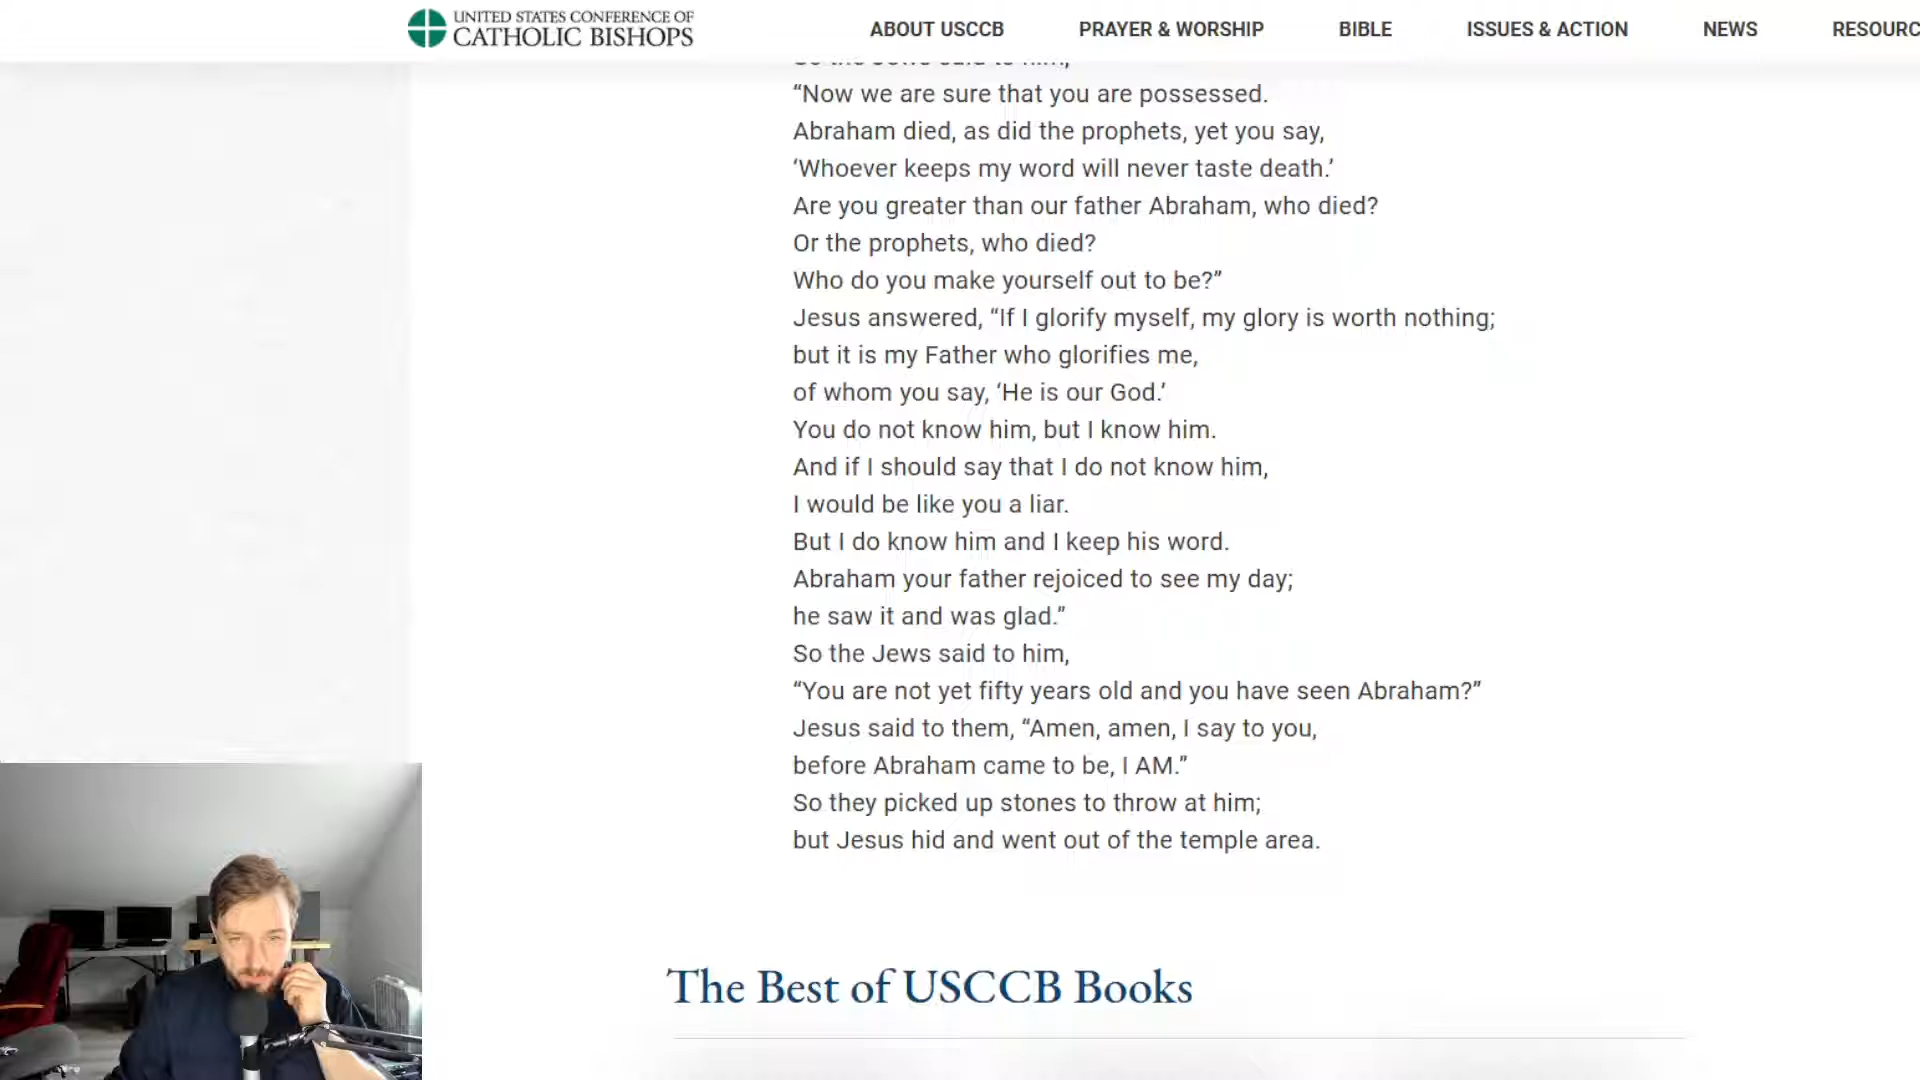 UNITED STATES CONFERENCE OF
CATHOLIC BISHOPS
ABOUT USCCB
PRAYER & WORSHIP
BIBLE
ISSUES & ACTION
NEWS
RESOURC
“Now we are sure that you are possessed.
Abraham died, as did the prophets, yet you say,
‘Whoever keeps my word will never taste death.’
Are you greater than our father Abraham, who died?
Or the prophets, who died?
Who do you make yourself out to be?”
Jesus answered, “If I glorify myself, my glory is worth nothing;
but it is my Father who glorifies me,
of whom you say, ‘He is our God.’
You do not know him, but I know him.
And if I should say that I do not know him,
I would be like you a liar.
But I do know him and I keep his word.
Abraham your father rejoiced to see my day;
he saw it and was glad.”
So the Jews said to him,
“You are not yet fifty years old and you have seen Abraham?”
Jesus said to them, “Amen, amen, I say to you,
before Abraham came to be, I AM.”
So they picked up stones to throw at him;
but Jesus hid and went out of the temple area.
The Best of USCCB Books